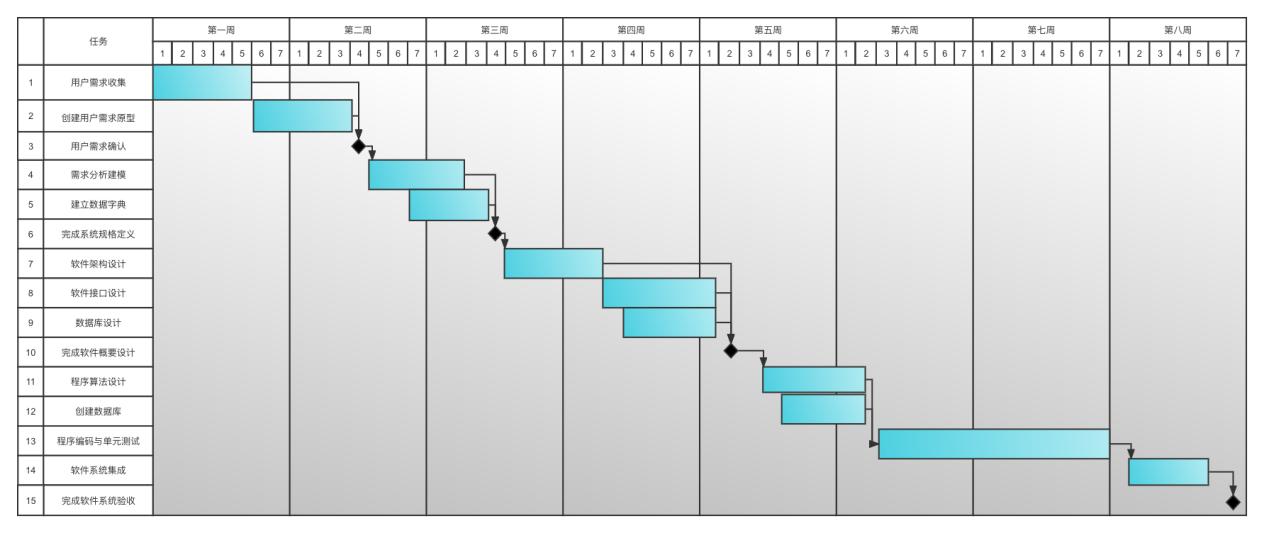 任务
第一周 第二周 第三周 第四周 第五周 第六周 第七周 第八周
1 2 3 4 5 6 7 1 2 3 4 5 6 7 1 2 3 4 5 6 7 1 2 3 4 5 6 7 1 2 3 4 5 6 7 1 2 3 4 5 6 7 1 2 3 4 5 6 7 1 2 3 4 5 6 7
1 用户需求收集
2 创建用户需求原型
3 用户需求确认
4 需求分析建模
5 建立数据字典
6 完成系统规格定义
7 软件架构设计
8 软件接口设计
9 数据库设计
10 完成软件概要设计
11 程序算法设计
12 创建数据库
13 程序编码与单元测试
14 软件系统集成
15 完成软件系统验收